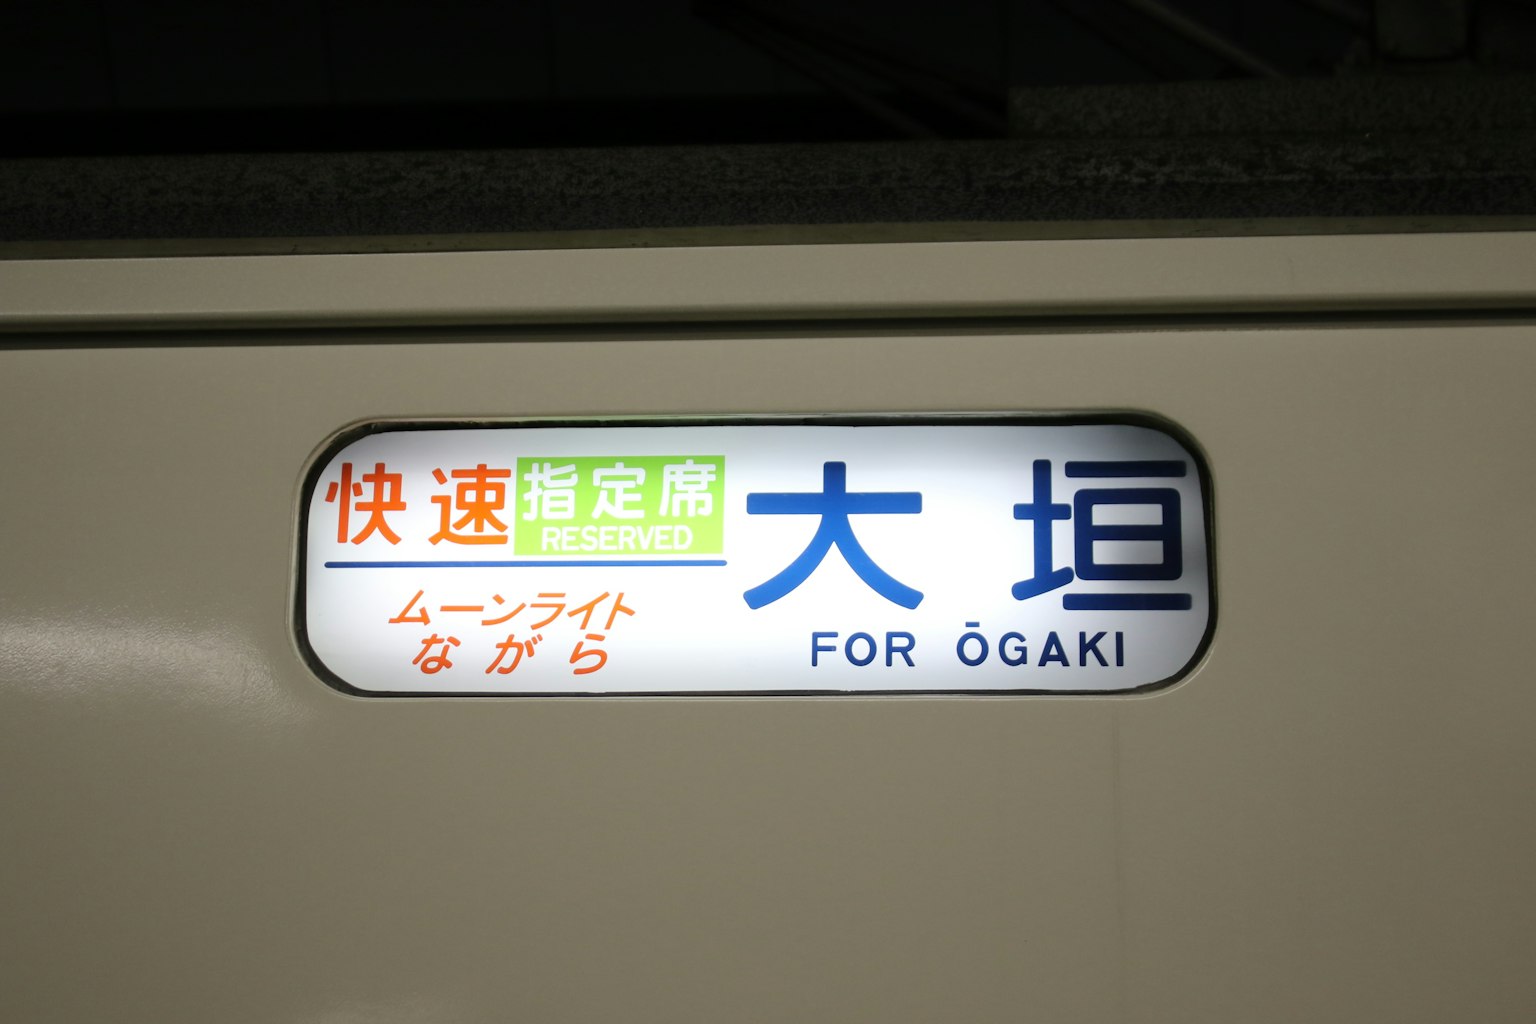 快速 指定席
RESERVED
ムーンライト
ながら
大垣
FOR ŌGAKI